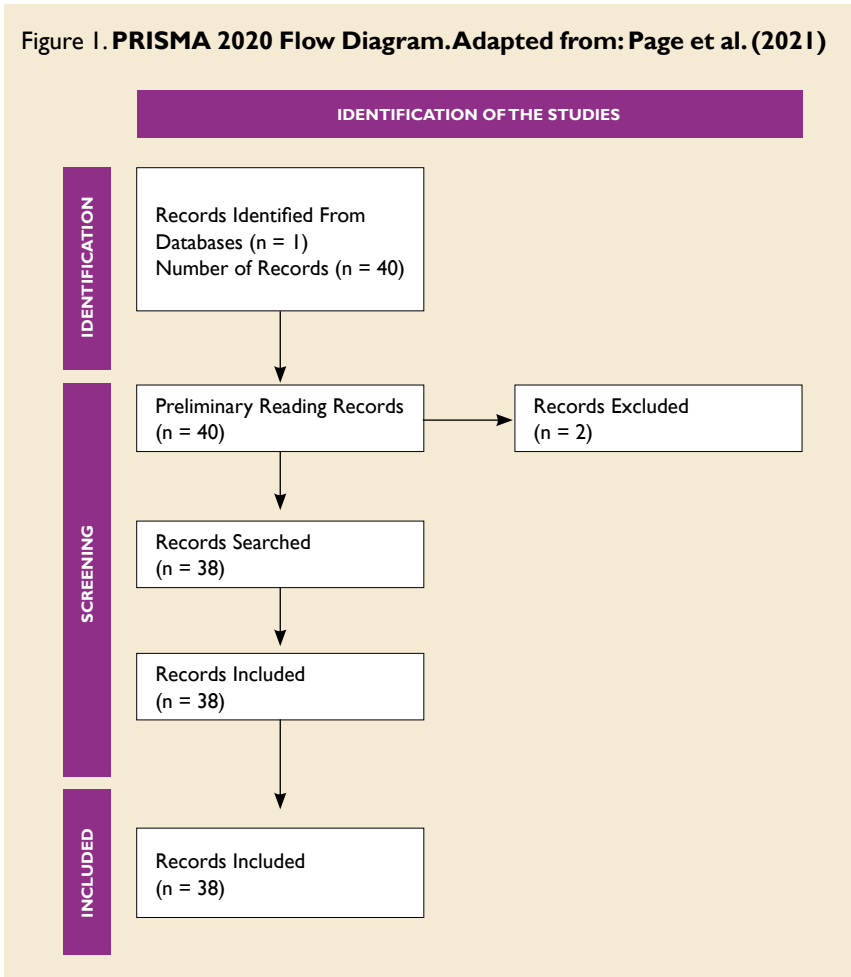 Figure 1. PRISMA 2020 Flow Diagram. Adapted from: Page et al. (2021)
IDENTIFICATION OF THE STUDIES
IDENTIFICATION
Records Identified From
Databases (n = 1)
Number of Records (n = 40)
SCREENING
Preliminary Reading Records
(n = 40)
Records Excluded
(n = 2)
Records Searched
(n = 38)
Records Included
(n = 38)
INCLUDED
Records Included
(n = 38)